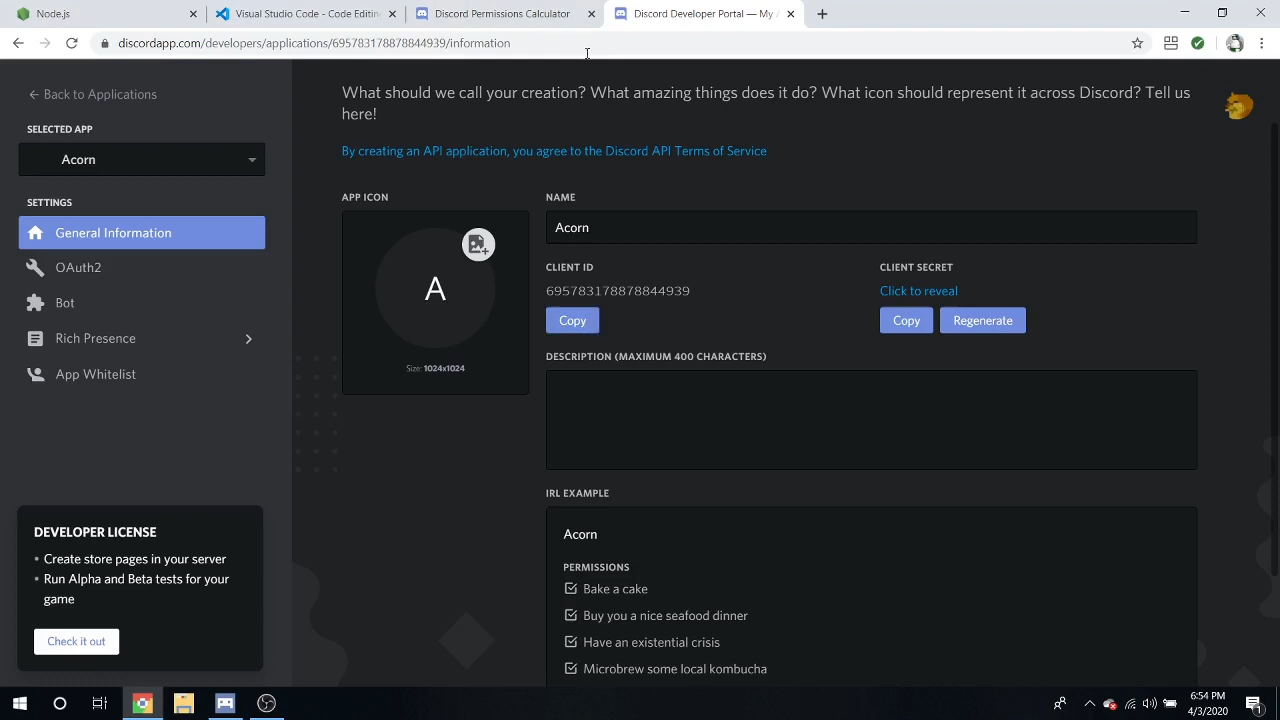 Node.js
Visual Studio Code - Code Editin
Discord Permissions Calculator
Discord Developer Portal — My A
discordapp.com/developers/applications/695783178878844939/information
← Back to Applications
SELECTED APP
Acorn
SETTINGS
General Information
OAuth2
Bot
Rich Presence
App Whitelist
DEVELOPER LICENSE
• Create store pages in your server
• Run Alpha and Beta tests for your
game
Check it out
What should we call your creation? What amazing things does it do? What icon should represent it across Discord? Tell us
here!
By creating an API application, you agree to the Discord API Terms of Service
APP ICON
A
Size: 1024x1024
NAME
Acorn
CLIENT ID
695783178878844939
Copy
CLIENT SECRET
Click to reveal
Copy
Regenerate
DESCRIPTION (MAXIMUM 400 CHARACTERS)
IRL EXAMPLE
Acorn
PERMISSIONS
Bake a cake
Buy you a nice seafood dinner
Have an existential crisis
Microbrew some local kombucha
6:54 PM
4/3/2020
1